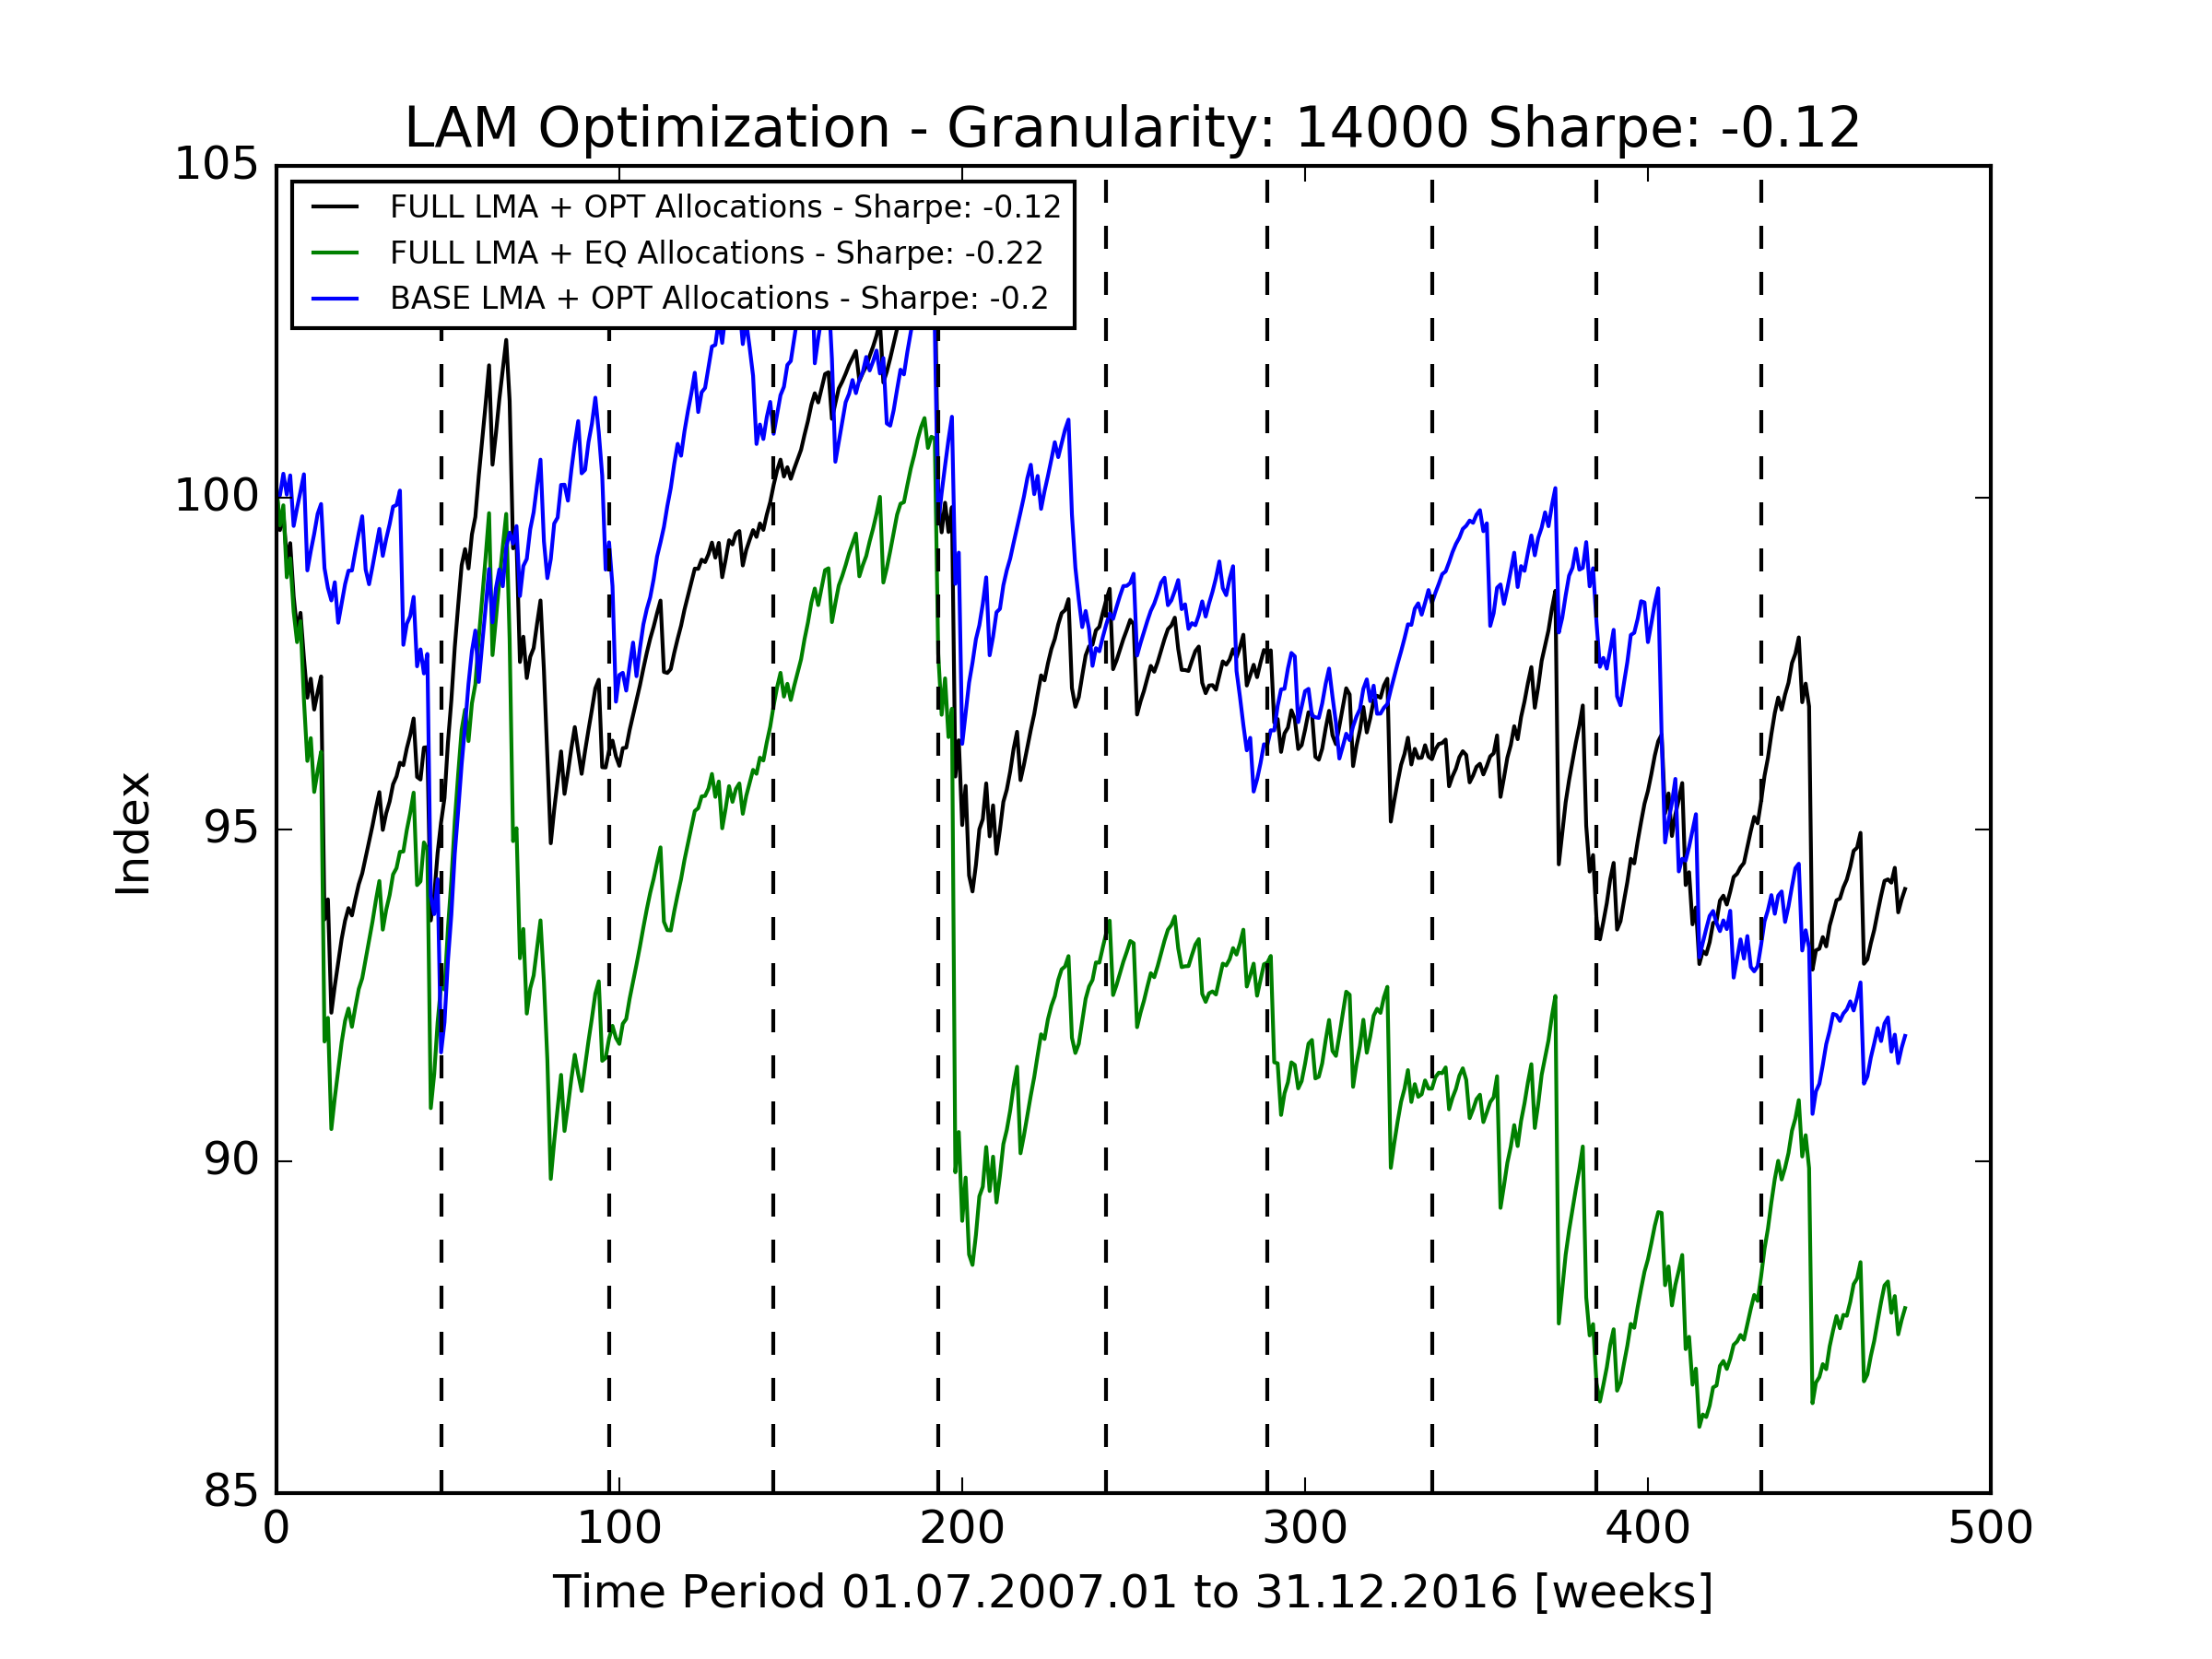 LAM Optimization - Granularity: 14000 Sharpe: -0.12
105
FULL LMA + OPT Allocations - Sharpe: -0.12
FULL LMA + EQ Allocations - Sharpe: -0.22
BASE LMA + OPT Allocations - Sharpe: -0.2
100
95
90
85
Index
0 100 200 300 400 500
Time Period 01.07.2007.01 to 31.12.2016 [weeks]